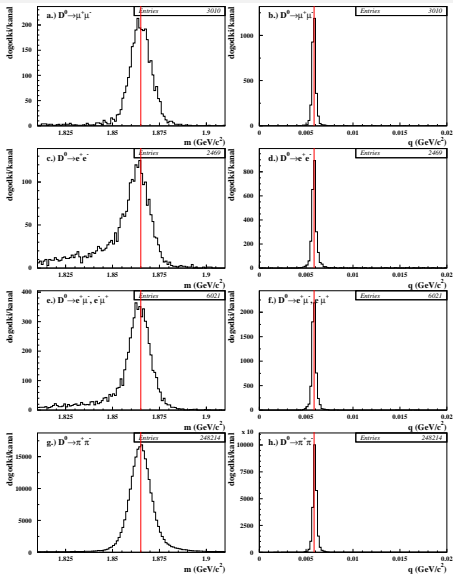 a.) D⁰→μ⁺μ⁻
Entries 3010
dogodki/kanal
200
150
100
50
0
1.825 1.85 1.875 1.9
m (GeV/c²)
b.) D⁰→μ⁺μ⁻
Entries 3010
dogodki/kanal
1000
500
0
0 0.005 0.01 0.015 0.02
q (GeV/c²)
c.) D⁰→e⁺e⁻
Entries 2469
dogodki/kanal
100
50
0
1.825 1.85 1.875 1.9
m (GeV/c²)
d.) D⁰→e⁺e⁻
Entries 2469
dogodki/kanal
800
600
400
200
0
0 0.005 0.01 0.015 0.02
q (GeV/c²)
e.) D⁰→e⁺μ⁻, e⁻μ⁺
Entries 6021
dogodki/kanal
400
300
200
100
0
1.825 1.85 1.875 1.9
m (GeV/c²)
f.) D⁰→e⁺μ⁻, e⁻μ⁺
Entries 6021
dogodki/kanal
2000
1500
1000
500
0
0 0.005 0.01 0.015 0.02
q (GeV/c²)
g.) D⁰→π⁺π⁻
Entries 248214
dogodki/kanal
15000
10000
5000
0
1.825 1.85 1.875 1.9
m (GeV/c²)
x 10
h.) D⁰→π⁺π⁻
Entries 248214
dogodki/kanal
10000
7500
5000
2500
0
0 0.005 0.01 0.015 0.02
q (GeV/c²)